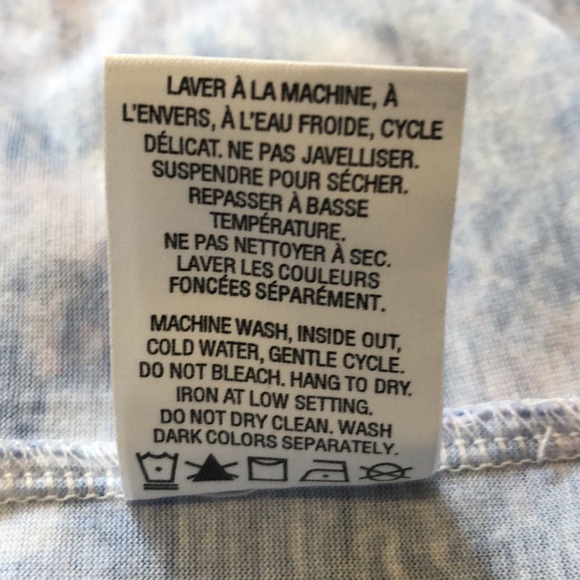 LAVER À LA MACHINE, À
L'ENVERS, À L'EAU FROIDE, CYCLE
DÉLICAT. NE PAS JAVELLISER.
SUSPENDRE POUR SÉCHER.
REPASSER À BASSE
TEMPÉRATURE.
NE PAS NETTOYER À SEC.
LAVER LES COULEURS
FONCÉES SÉPARÉMENT.
MACHINE WASH, INSIDE OUT,
COLD WATER, GENTLE CYCLE.
DO NOT BLEACH. HANG TO DRY.
IRON AT LOW SETTING.
DO NOT DRY CLEAN. WASH
DARK COLORS SEPARATELY.